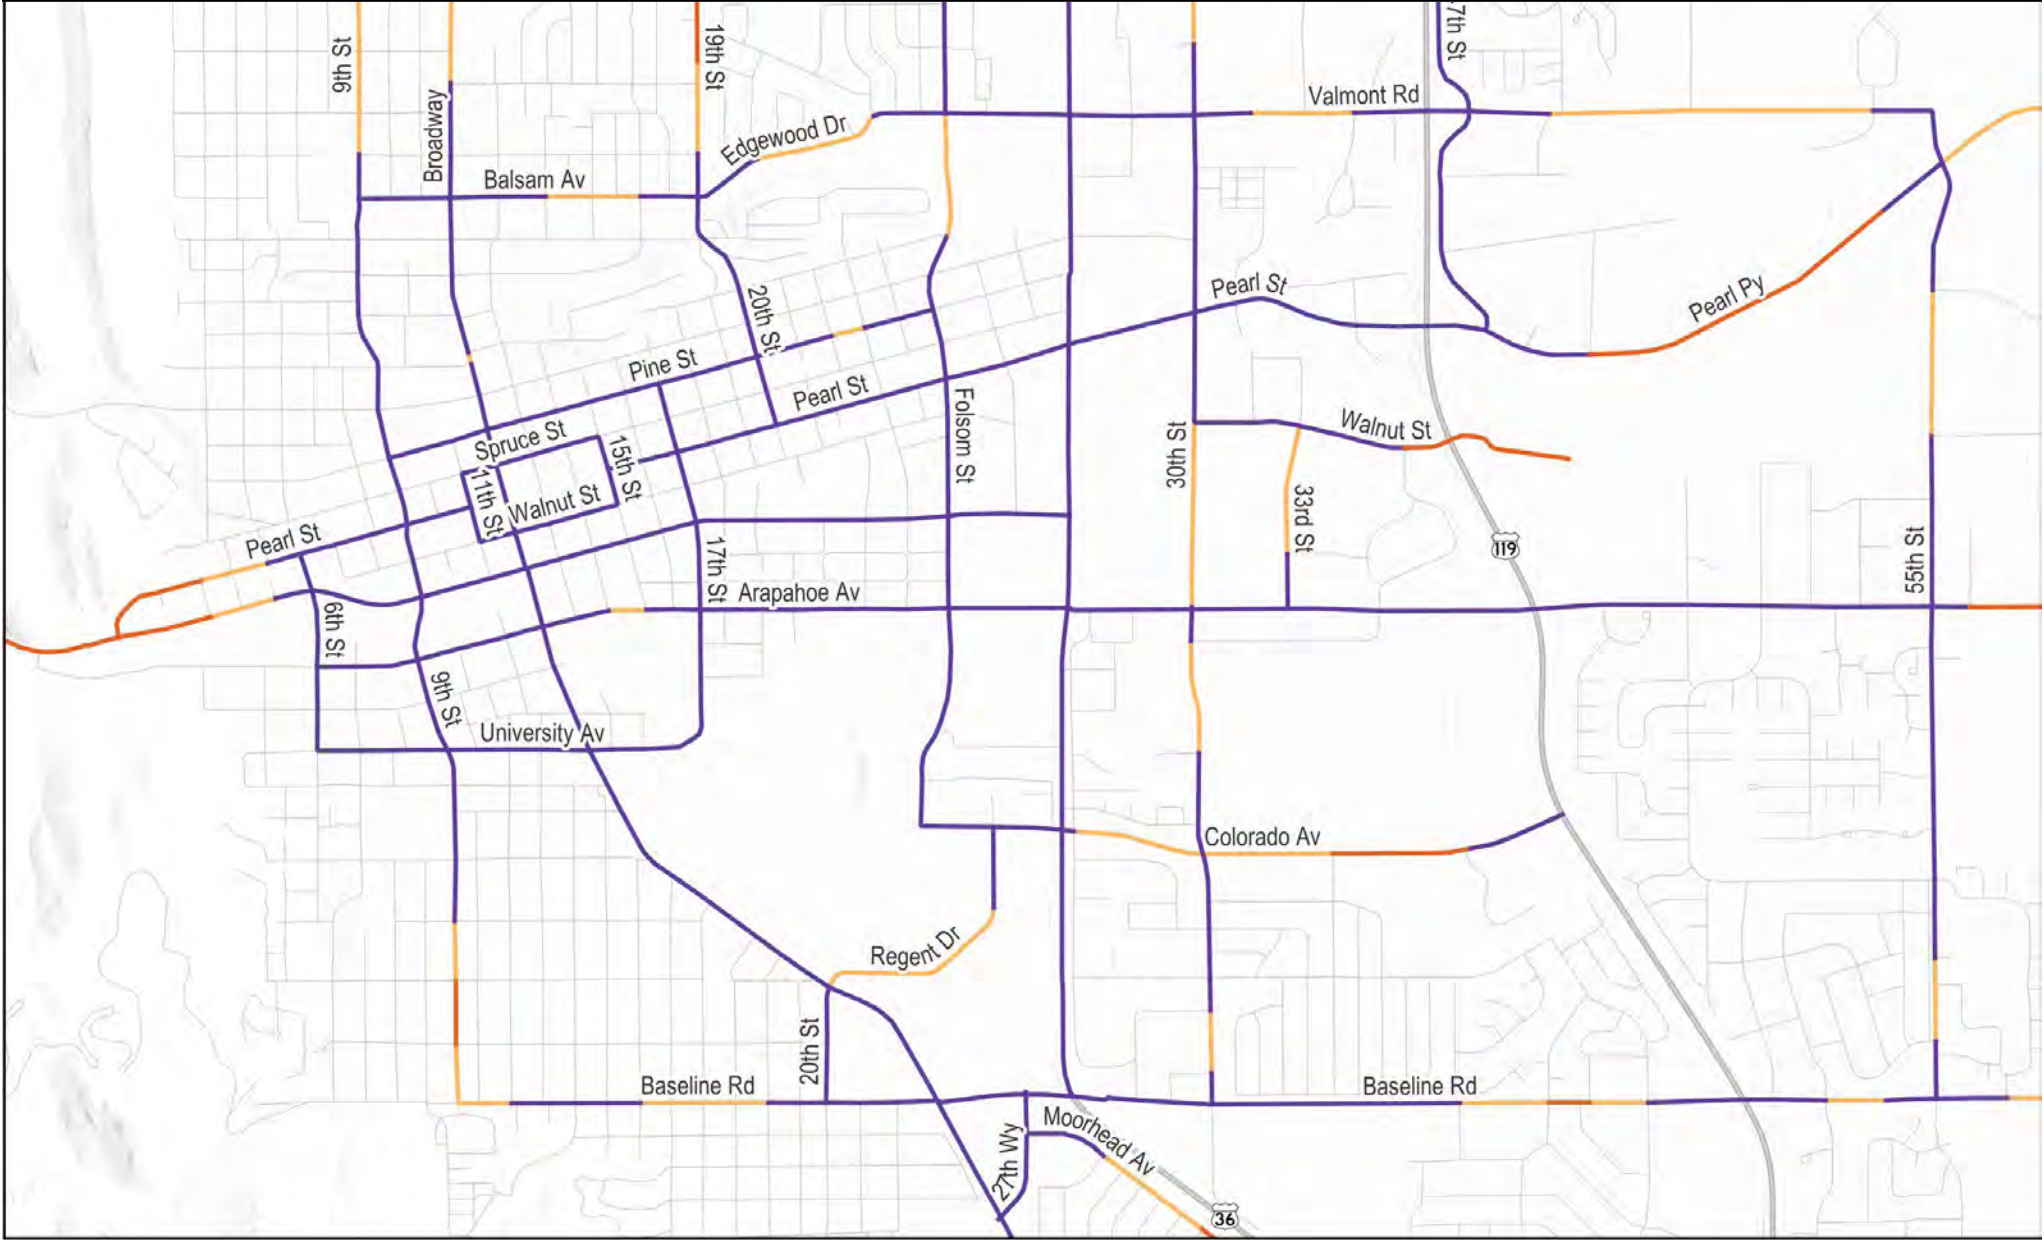 9th St
Broadway
19th St
7th St
Valmont Rd
Edgewood Dr
Balsam Av
20th St
Pearl St
Pearl Py
Pine St
Pearl St
Folsom St
Spruce St
15th St
11th St
Walnut St
30th St
Walnut St
33rd St
119
55th St
Pearl St
17th St
Arapahoe Av
6th St
9th St
University Av
Colorado Av
Regent Dr
20th St
Baseline Rd
Baseline Rd
Moorhead Av
27th Wy
36